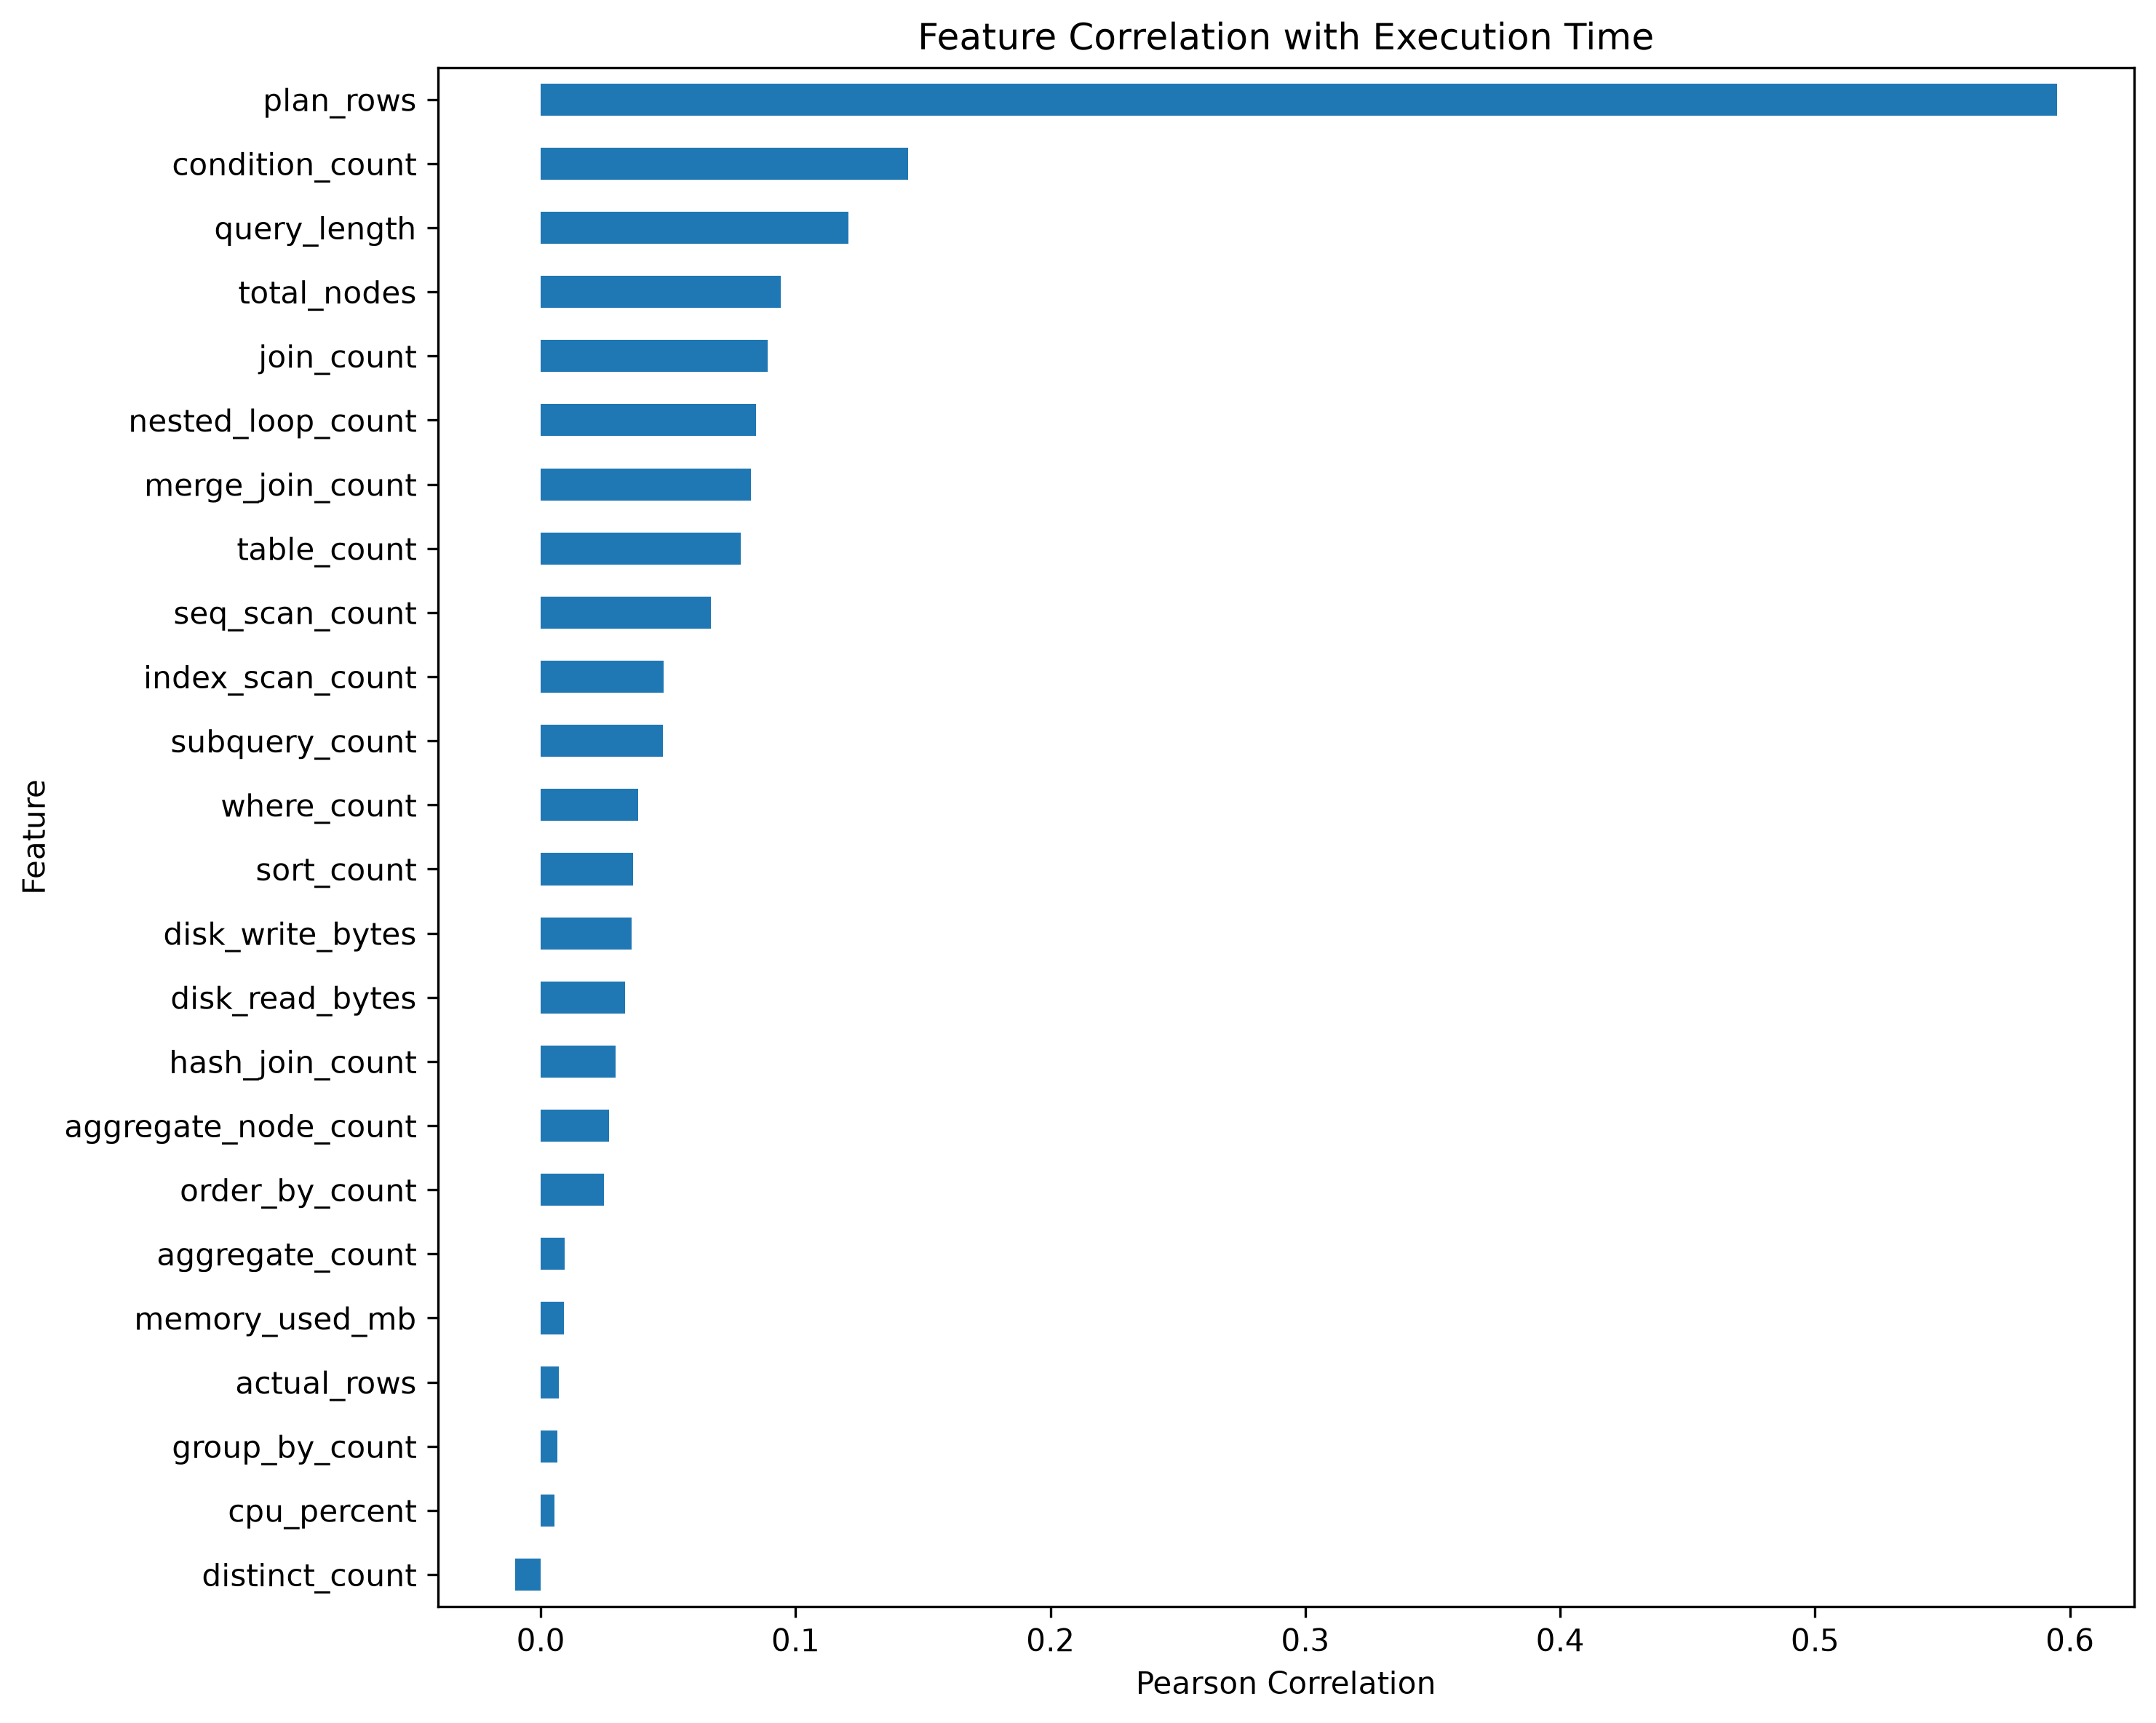 Feature Correlation with Execution Time
plan_rows
condition_count
query_length
total_nodes
join_count
nested_loop_count
merge_join_count
table_count
seq_scan_count
index_scan_count
subquery_count
where_count
sort_count
disk_write_bytes
disk_read_bytes
hash_join_count
aggregate_node_count
order_by_count
aggregate_count
memory_used_mb
actual_rows
group_by_count
cpu_percent
distinct_count
Feature
0.0 0.1 0.2 0.3 0.4 0.5 0.6
Pearson Correlation